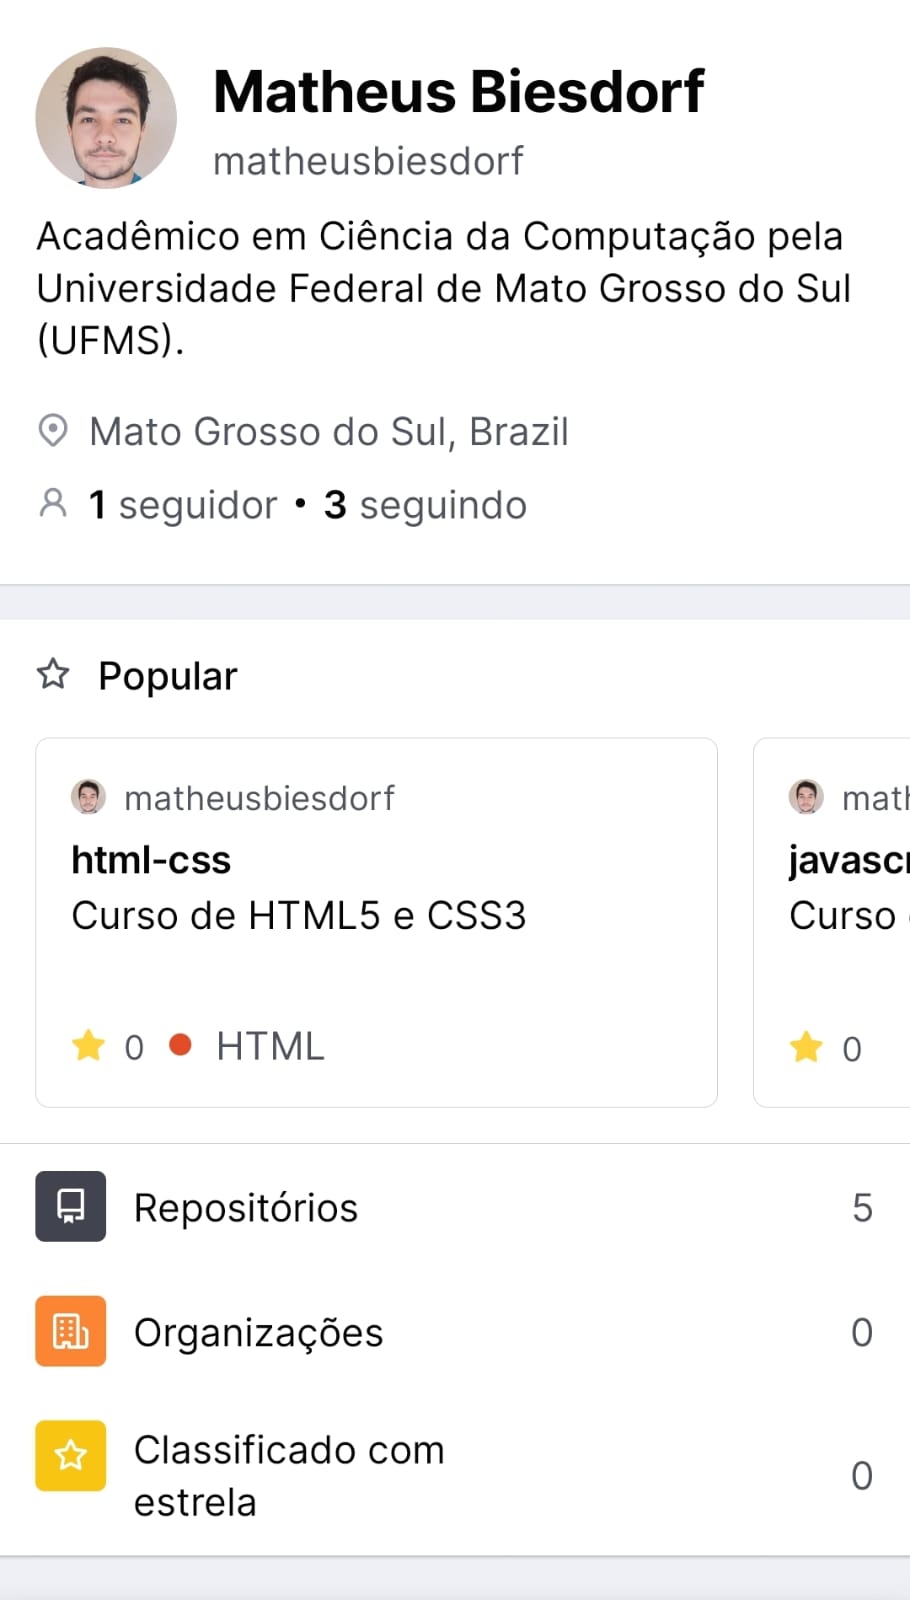 Matheus Biesdorf
matheusbiesdorf
Acadêmico em Ciência da Computação pela
Universidade Federal de Mato Grosso do Sul
(UFMS).
Mato Grosso do Sul, Brazil
1 seguidor • 3 seguindo
Popular
matheusbiesdorf
html-css
Curso de HTML5 e CSS3
0 HTML
Curso
0
Repositórios 5
Organizações 0
Classificado com
estrela
0